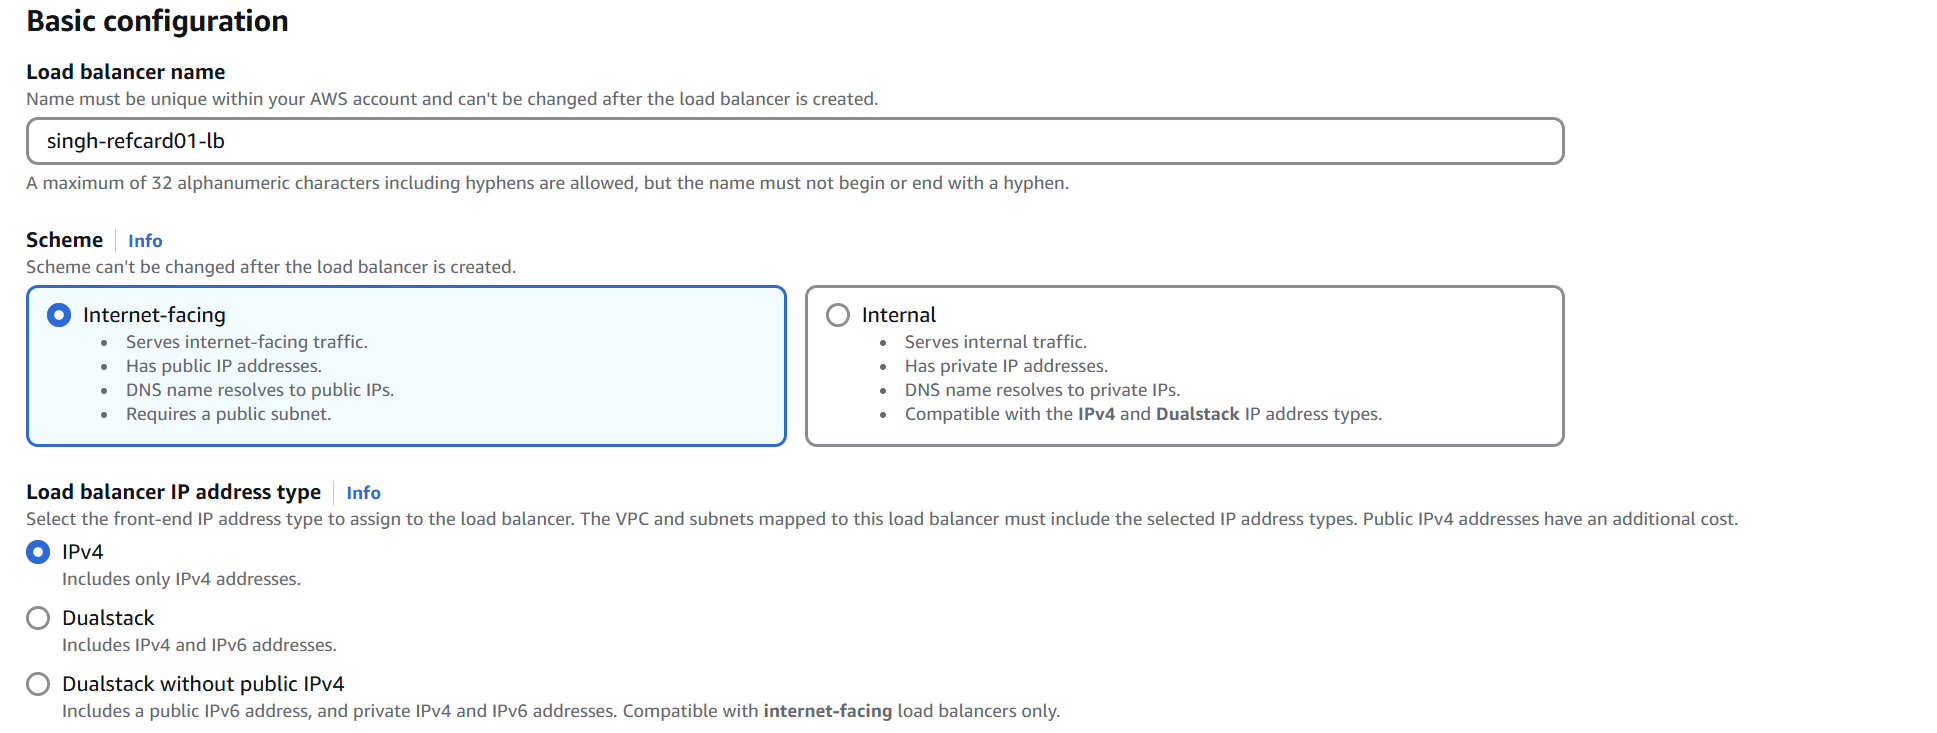 Basic configuration
Load balancer name
Name must be unique within your AWS account and can't be changed after the load balancer is created.
singh-refcard01-lb
A maximum of 32 alphanumeric characters including hyphens are allowed, but the name must not begin or end with a hyphen.
Scheme Info
Scheme can't be changed after the load balancer is created.
Internet-facing
• Serves internet-facing traffic.
• Has public IP addresses.
• DNS name resolves to public IPs.
• Requires a public subnet.
Internal
• Serves internal traffic.
• Has private IP addresses.
• DNS name resolves to private IPs.
• Compatible with the IPv4 and Dualstack IP address types.
Load balancer IP address type Info
Select the front-end IP address type to assign to the load balancer. The VPC and subnets mapped to this load balancer must include the selected IP address types. Public IPv4 addresses have an additional cost.
IPv4
Includes only IPv4 addresses.
Dualstack
Includes IPv4 and IPv6 addresses.
Dualstack without public IPv4
Includes a public IPv6 address, and private IPv4 and IPv6 addresses. Compatible with internet-facing load balancers only.